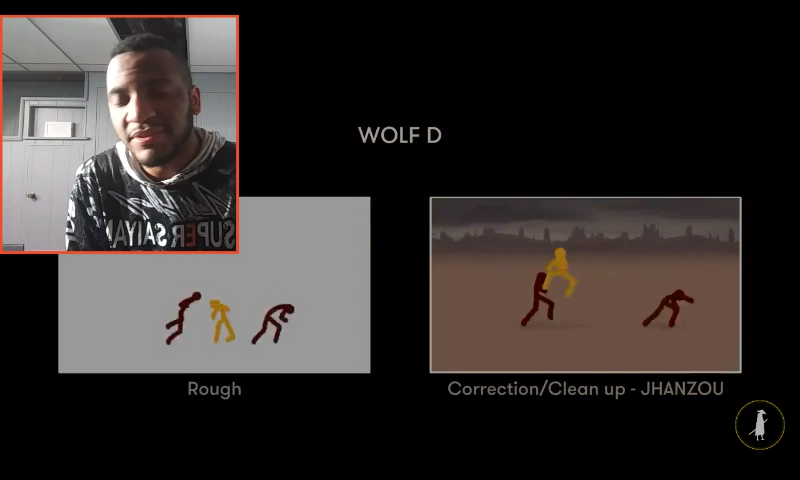 WOLF D
SUPER SAIYAN
Rough
Correction/Clean up - JHANZOU